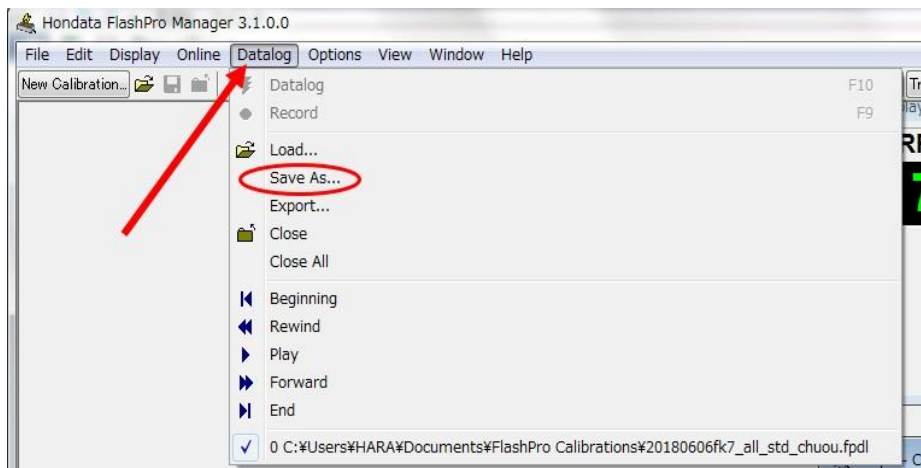 Hondata FlashPro Manager 3.1.0.0
File Edit Display Online Datalog Options View Window Help
New Calibration...
Datalog F10
Record F9
Load...
Save As...
Export...
Close
Close All
Beginning
Rewind
Play
Forward
End
0 C:¥Users¥HARA¥Documents¥FlashPro Calibrations¥20180606fk7_all_std_chuou.fpdl